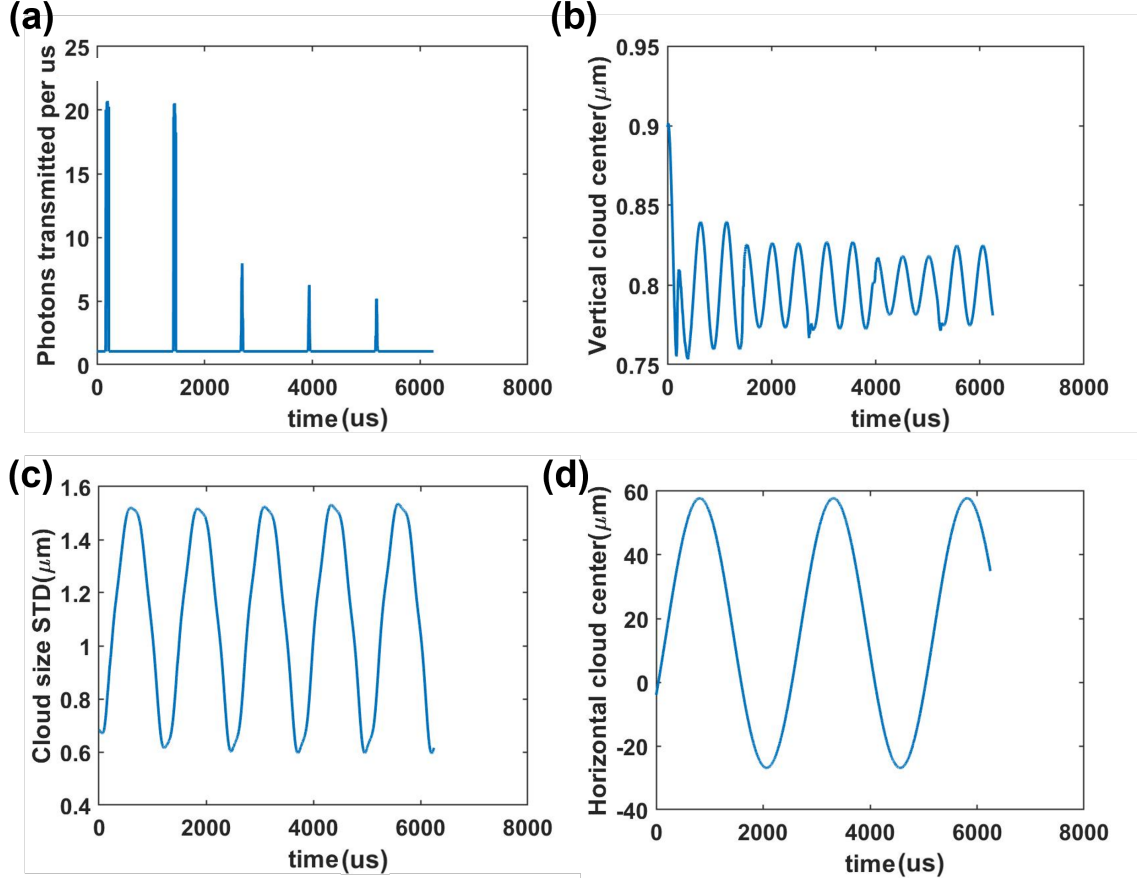 (a)
Photons transmitted per us
25
20
15
10
5
0
0 2000 4000 6000 8000
time(us)
(b)
Vertical cloud center(μm)
0.95
0.9
0.85
0.8
0.75
0 2000 4000 6000 8000
time(us)
(c)
Cloud size STD(μm)
1.6
1.4
1.2
1
0.8
0.6
0.4
0 2000 4000 6000 8000
time(us)
(d)
Horizontal cloud center(μm)
60
40
20
0
-20
-40
0 2000 4000 6000 8000
time(us)